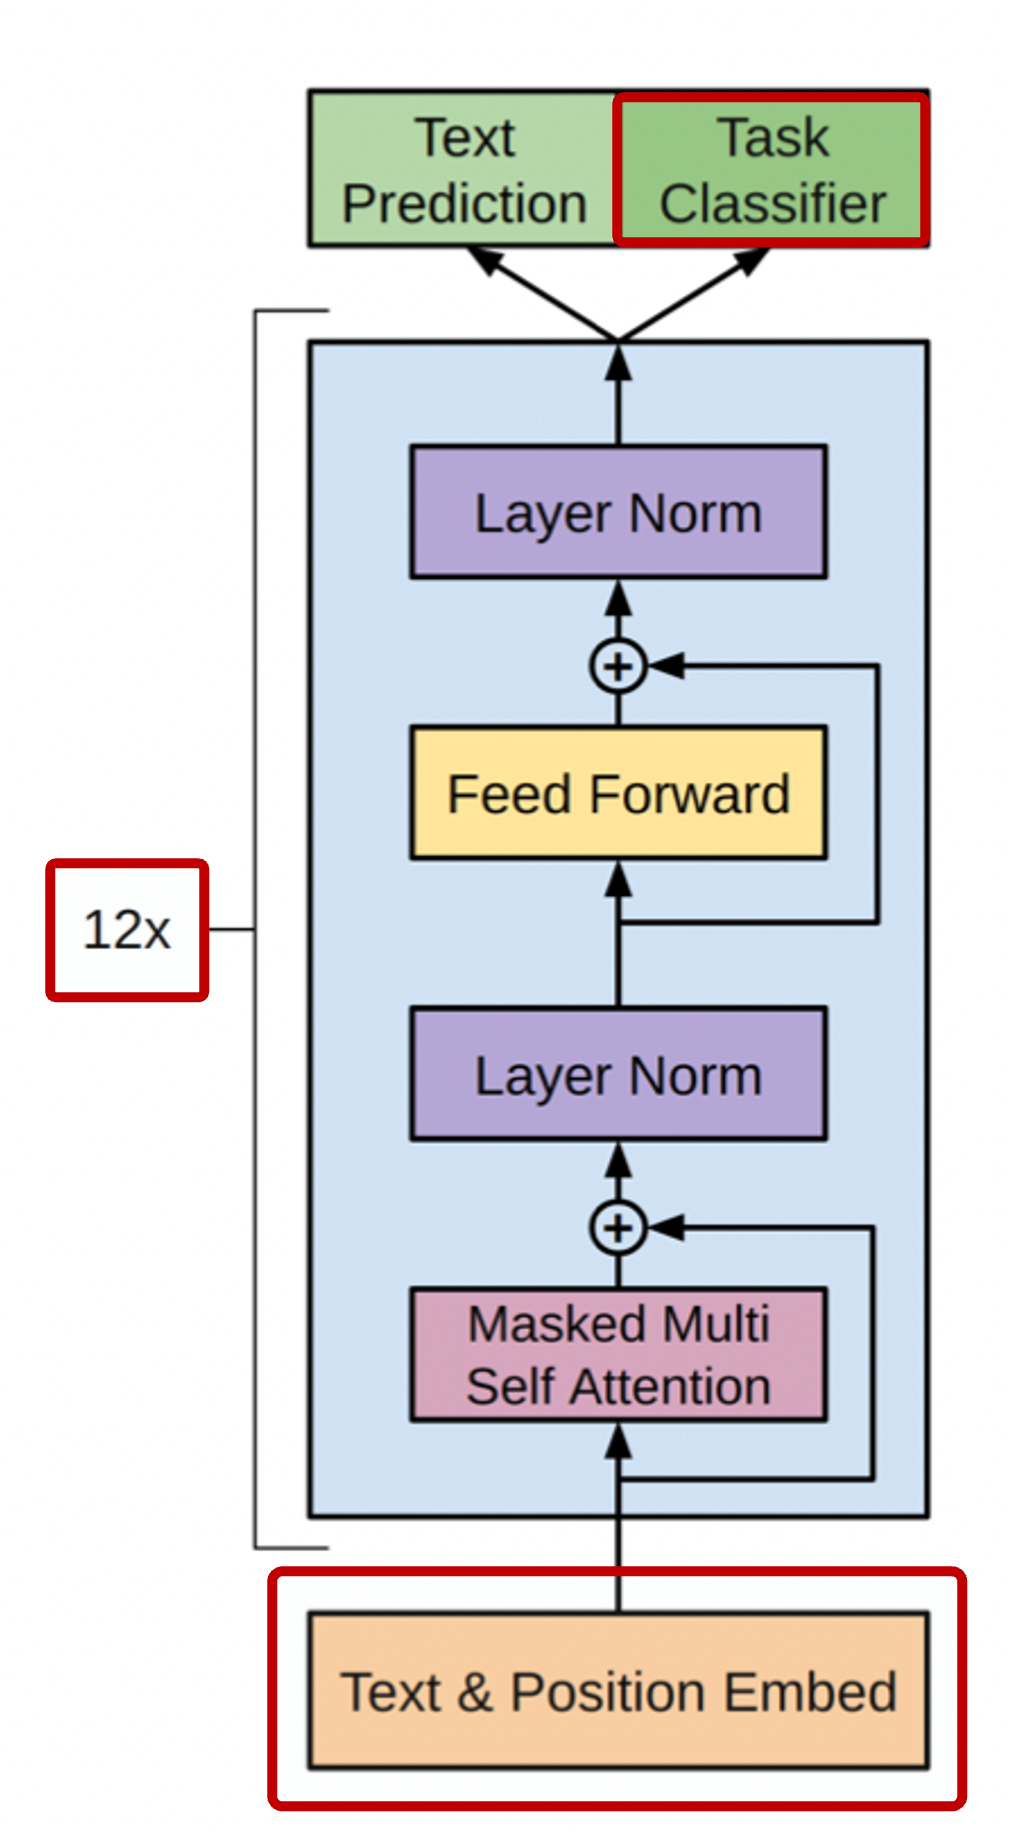 Text
Prediction
Task
Classifier
Layer Norm
+
Feed Forward
12x
Layer Norm
+
Masked Multi
Self Attention
Text & Position Embed